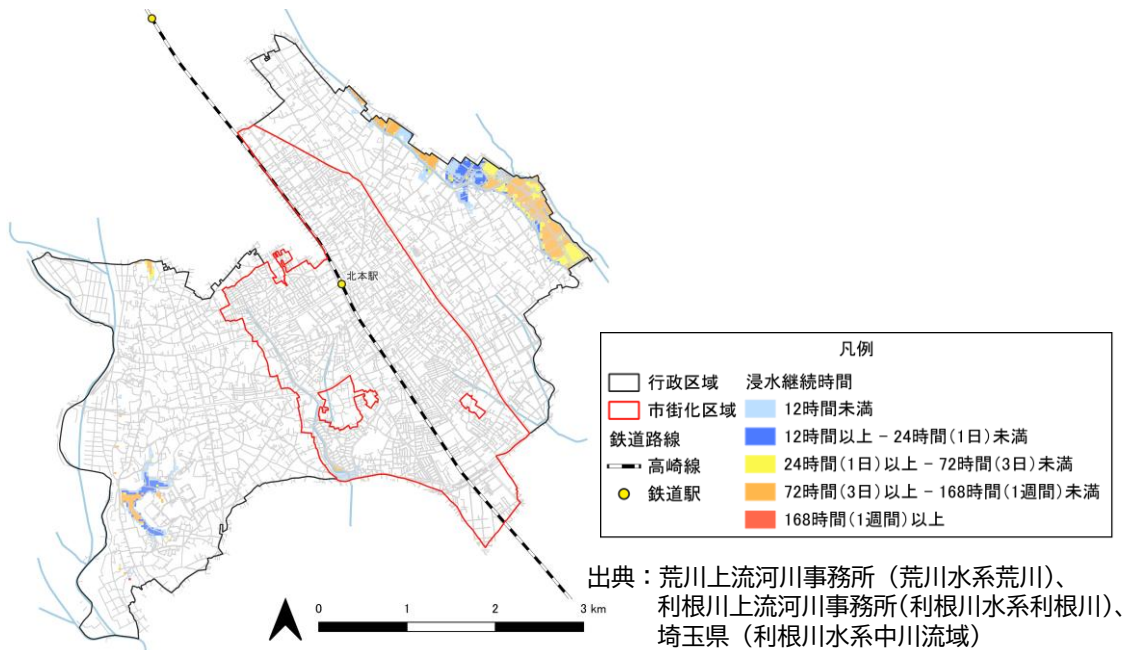 北本駅
凡例
行政区域
市街化区域
鉄道路線
高崎線
鉄道駅
浸水継続時間
12時間未満
12時間以上 − 24時間(1日)未満
24時間(1日)以上 − 72時間(3日)未満
72時間(3日)以上 − 168時間(1週間)未満
168時間(1週間)以上
0 1 2 3 km
出典：荒川上流河川事務所（荒川水系荒川）、
利根川上流河川事務所(利根川水系利根川)、
埼玉県（利根川水系中川流域）